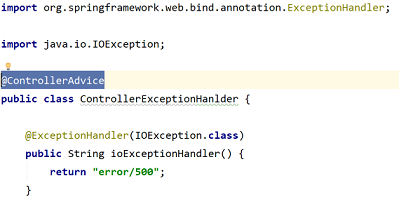 import org.springframework.web.bind.annotation.ExceptionHandler;
import java.io.IOException;
@ControllerAdvice
public class ControllerExceptionHanlder {
@ExceptionHandler(IOException.class)
public String ioExceptionHandler() {
return "error/500";
}